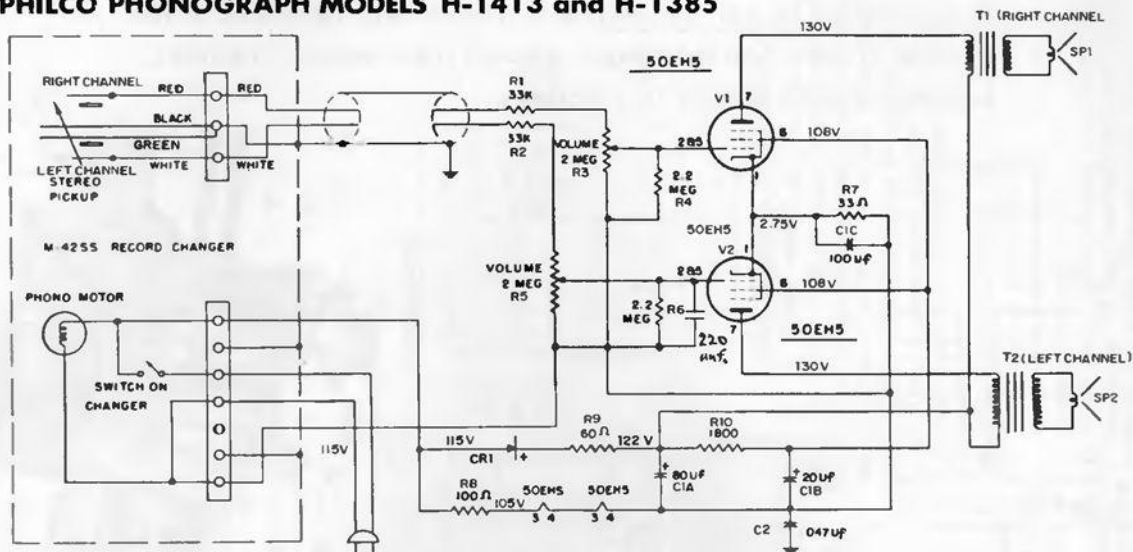 PHILCO PHONOGRAPH MODELS H-1413 and H-1385
T1 (RIGHT CHANNEL
130V
SP1
50EH5
RIGHT CHANNEL
RED
RED
R1
33K
V1
7
BLACK
6
108V
GREEN
33K
R2
VOLUME
2 MEG
R3
2&5
WHITE
WHITE
LEFT CHANNEL
STEREO
PICKUP
2.2
MEG
R4
1
R7
33Ω
50EH5
2.75V
C1C
100uf
M-42SS RECORD CHANGER
V2
1
VOLUME
2 MEG
R5
2&5
6
108V
PHONO MOTOR
2.2
MEG
R6
7
50EH5
220
uuf.
T2 (LEFT CHANNEL)
130V
SWITCH ON
CHANGER
SP2
R9
60Ω
R10
1800
115V
115V
122 V
CR1
+
+
80uf
C1A
+
20uf
C1B
R8
100Ω
105V
50EH5
50EH5
3 4
3 4
C2
.047uf